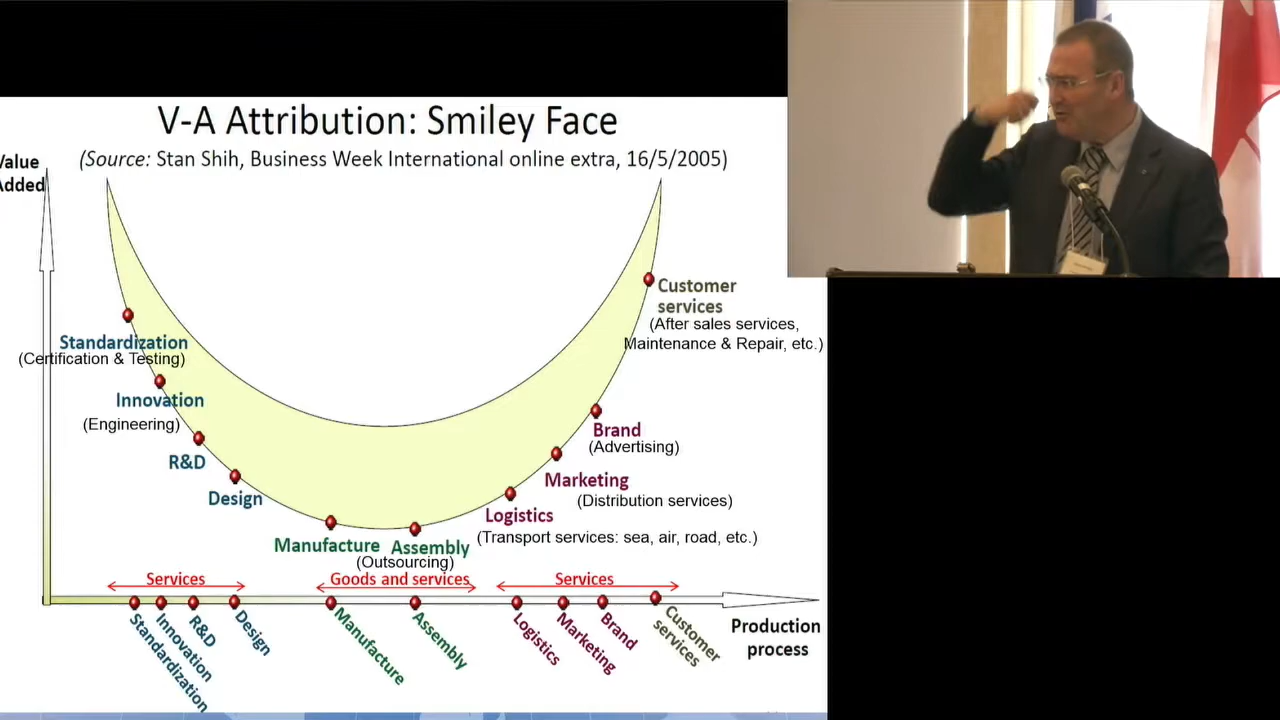 V-A Attribution: Smiley Face
(Source: Stan Shih, Business Week International online extra, 16/5/2005)
Value
Added
Customer
services
(After sales services,
Maintenance & Repair, etc.)
Standardization
(Certification & Testing)
Innovation
(Engineering)
R&D
Design
Brand
(Advertising)
Marketing
(Distribution services)
Logistics
(Transport services: sea, air, road, etc.)
Manufacture
Assembly
(Outsourcing)
Services
Goods and services
Services
Standardization
Innovation
R&D
Design
Manufacture
Assembly
Logistics
Marketing
Brand
Customer
services
Production
process